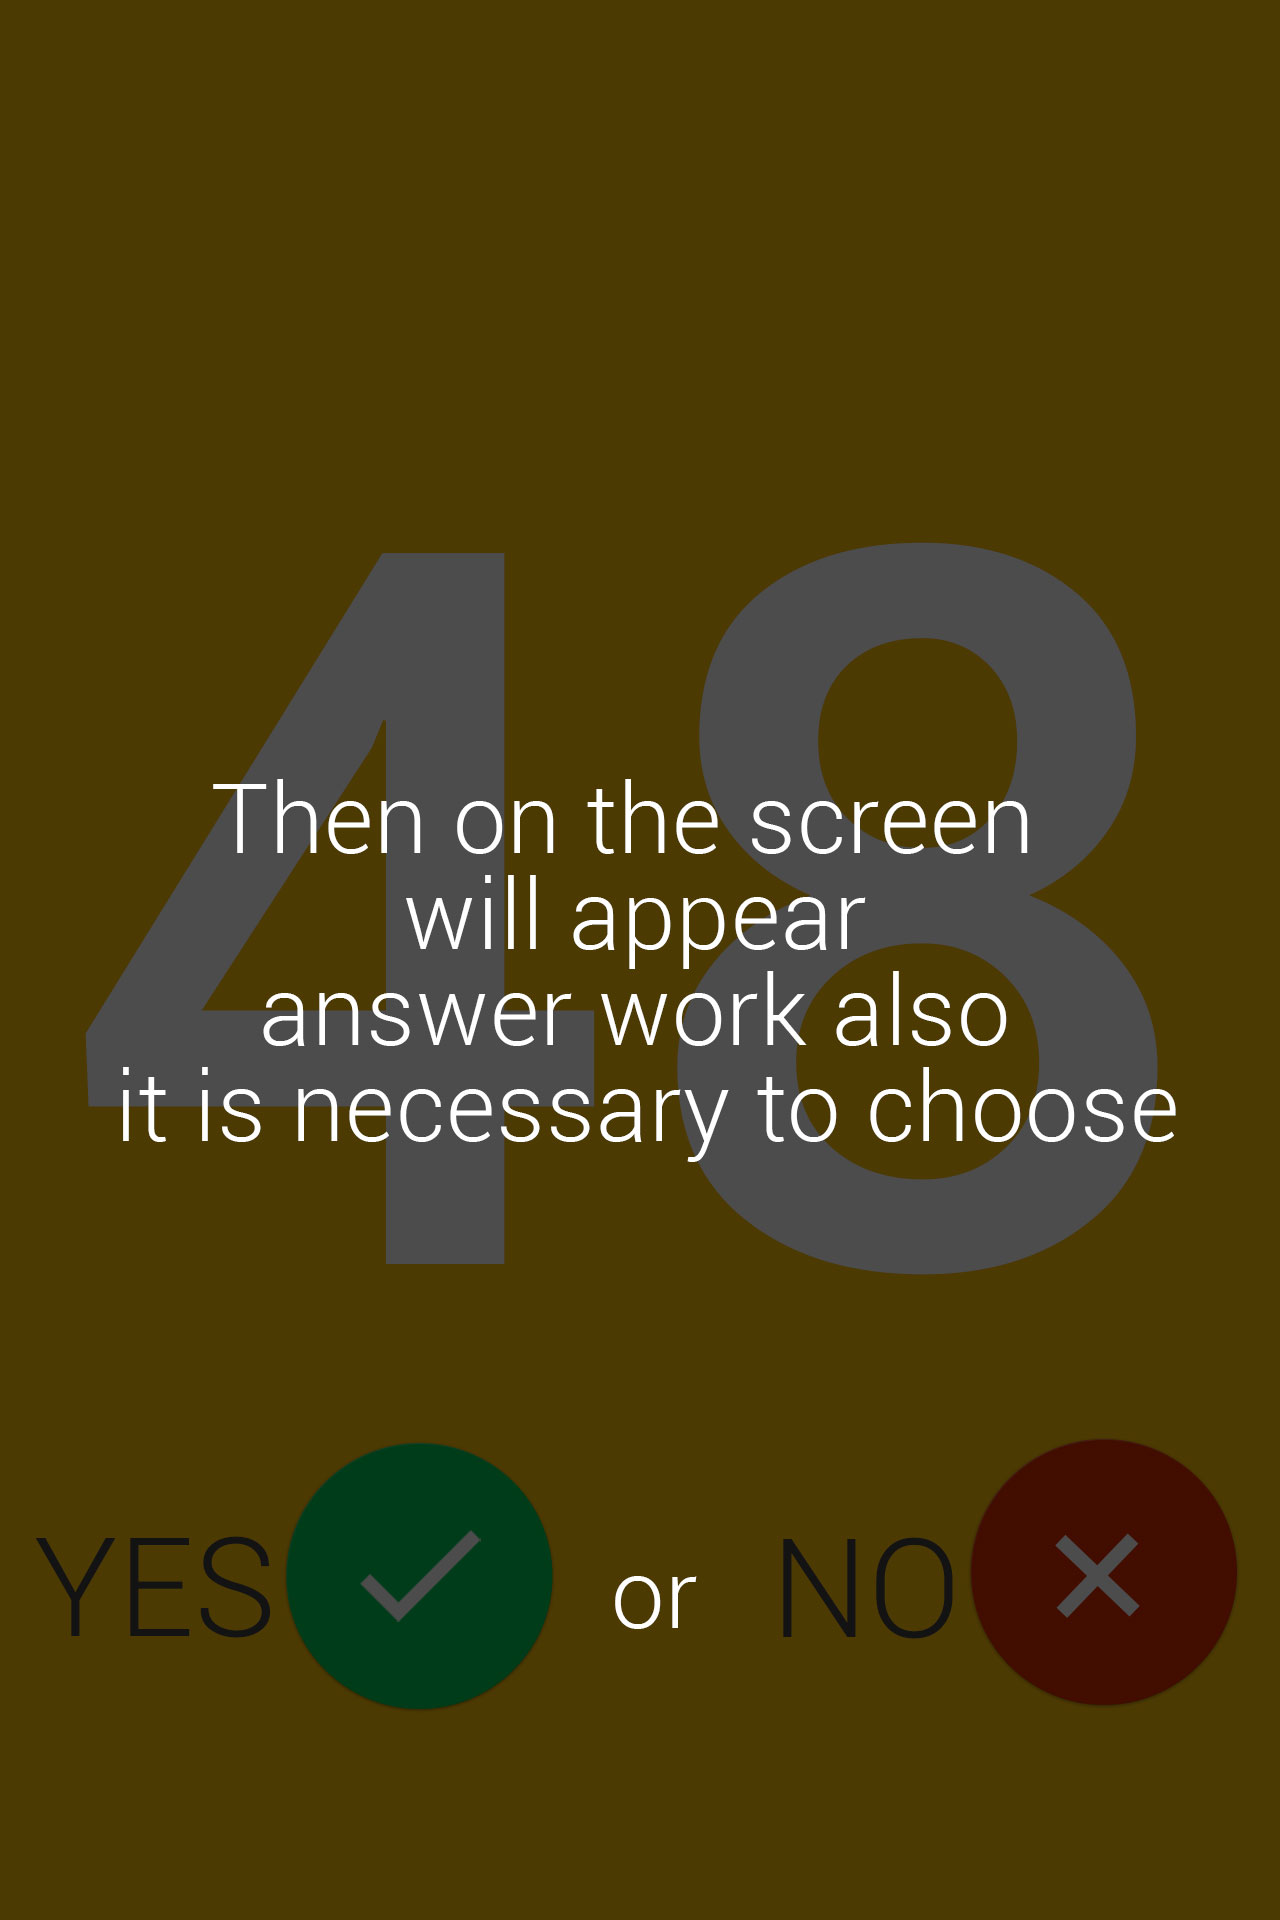 48
Then on the screen
will appear
answer work also
it is necessary to choose
YES or NO